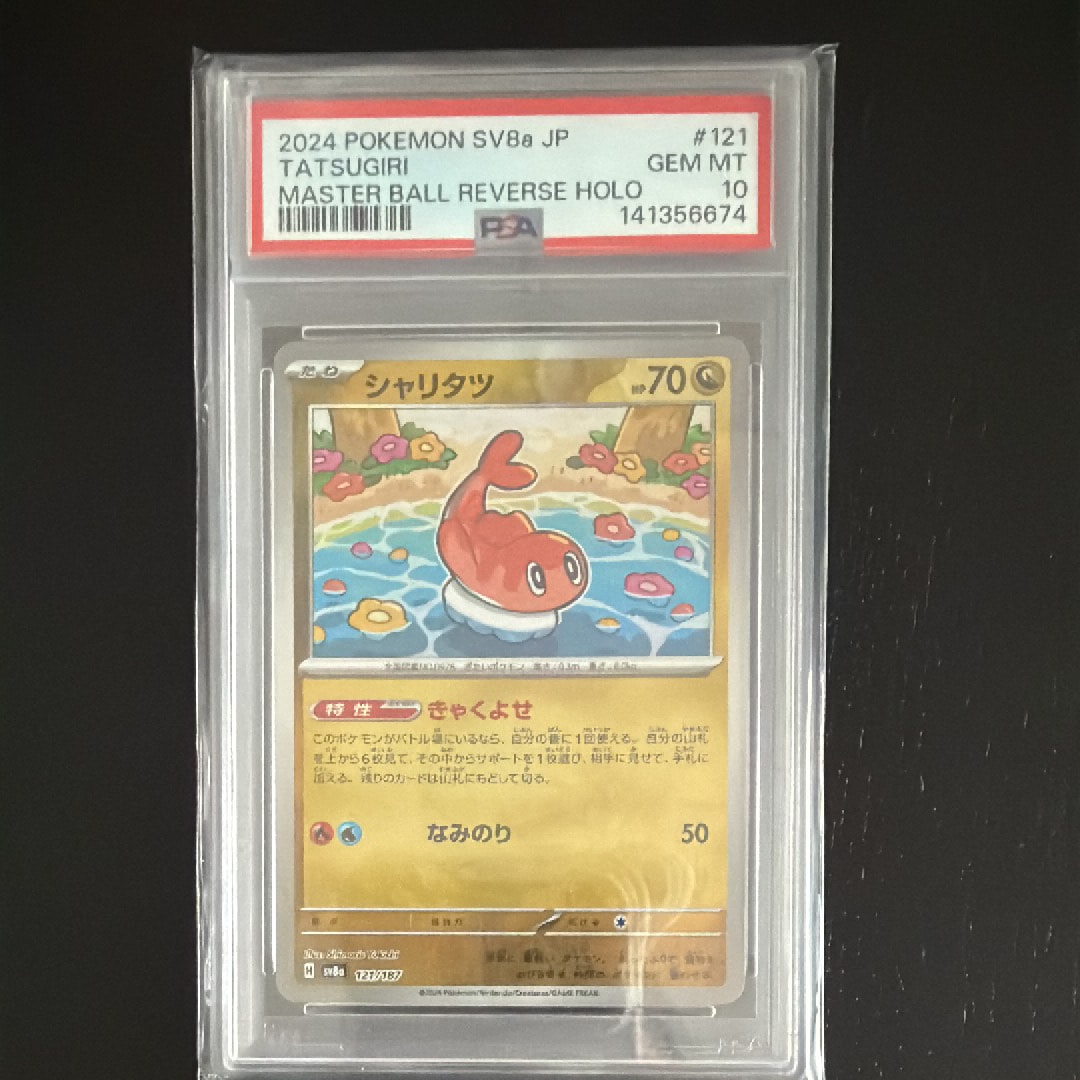 2024 POKEMON SV8a JP #121
TATSUGIRI GEM MT
MASTER BALL REVERSE HOLO 10
141356674
PSA
たね シャリタツ HP 70
特性 きゃくよせ
このポケモンがバトル場にいるなら、自分の番に1回使える。自分の山札
を上から6枚見て、その中からサポートを1枚選び、相手に見せて、手札に
加える。残りのカードは山札にもどして切る。
なみのり 50
H sv8a 121/187